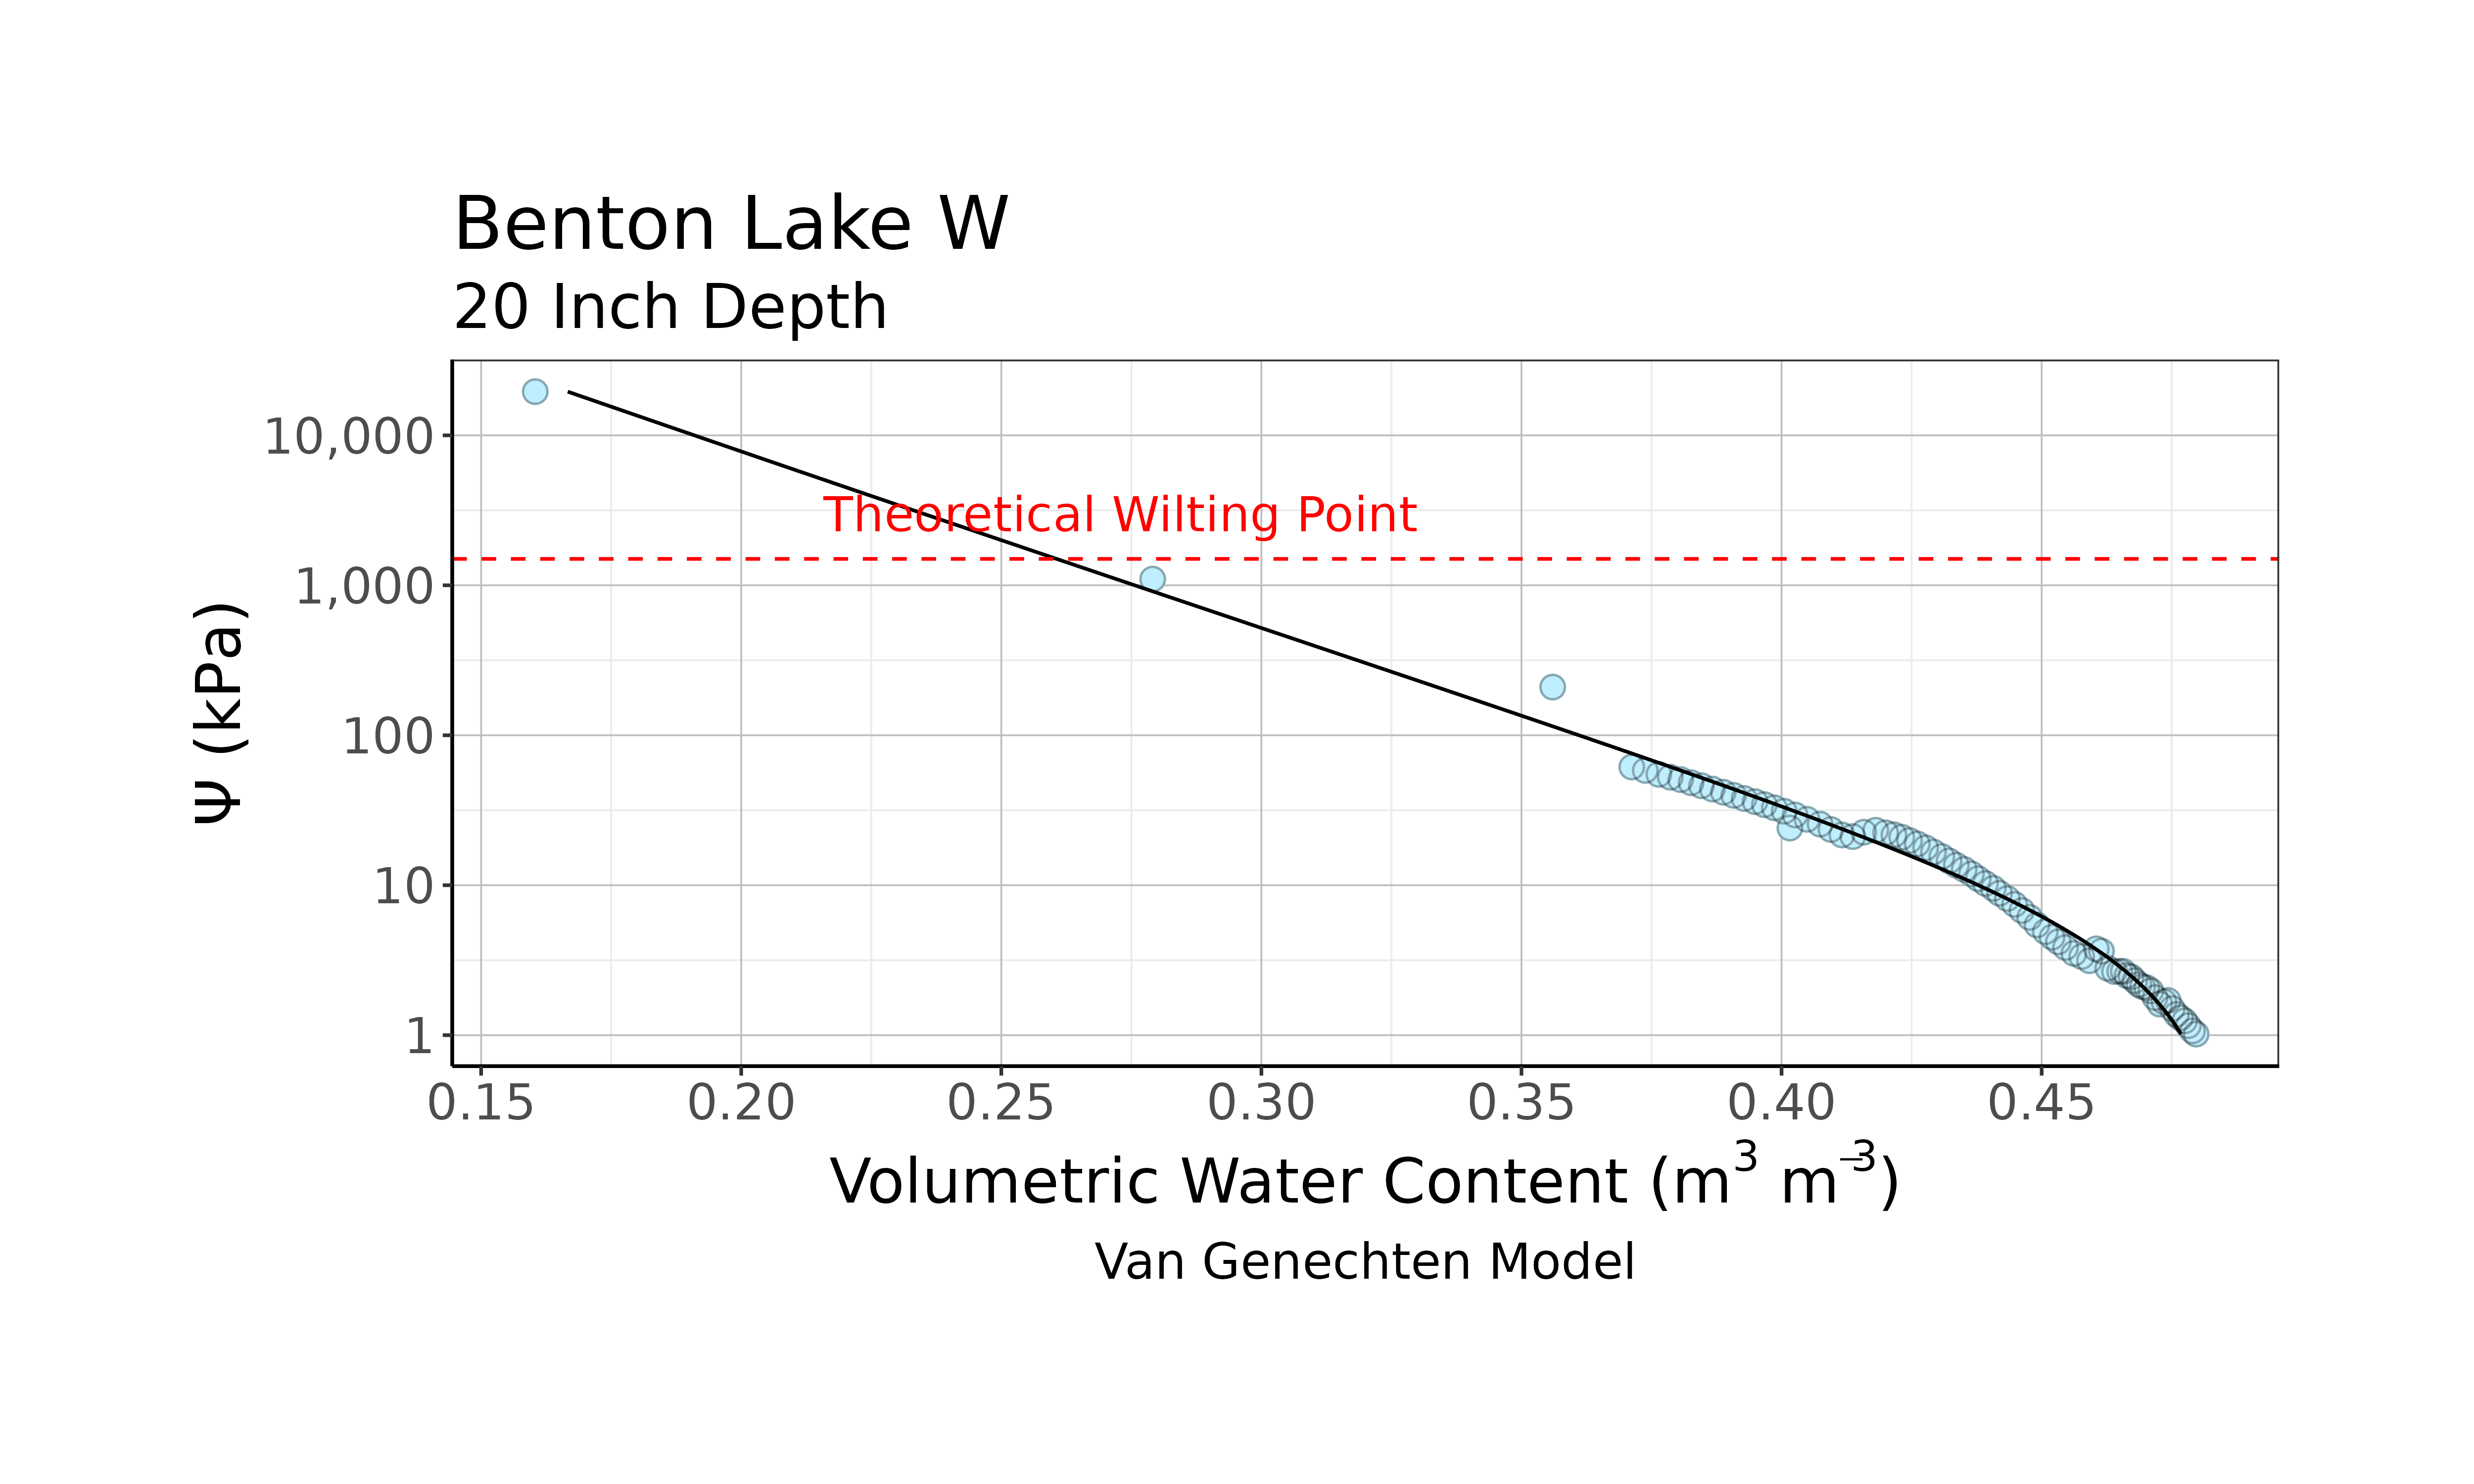 Benton Lake W
20 Inch Depth
Ψ (kPa)
10,000
1,000
100
10
1
Theoretical Wilting Point
0.15 0.20 0.25 0.30 0.35 0.40 0.45
Volumetric Water Content (m³ m⁻³)
Van Genechten Model